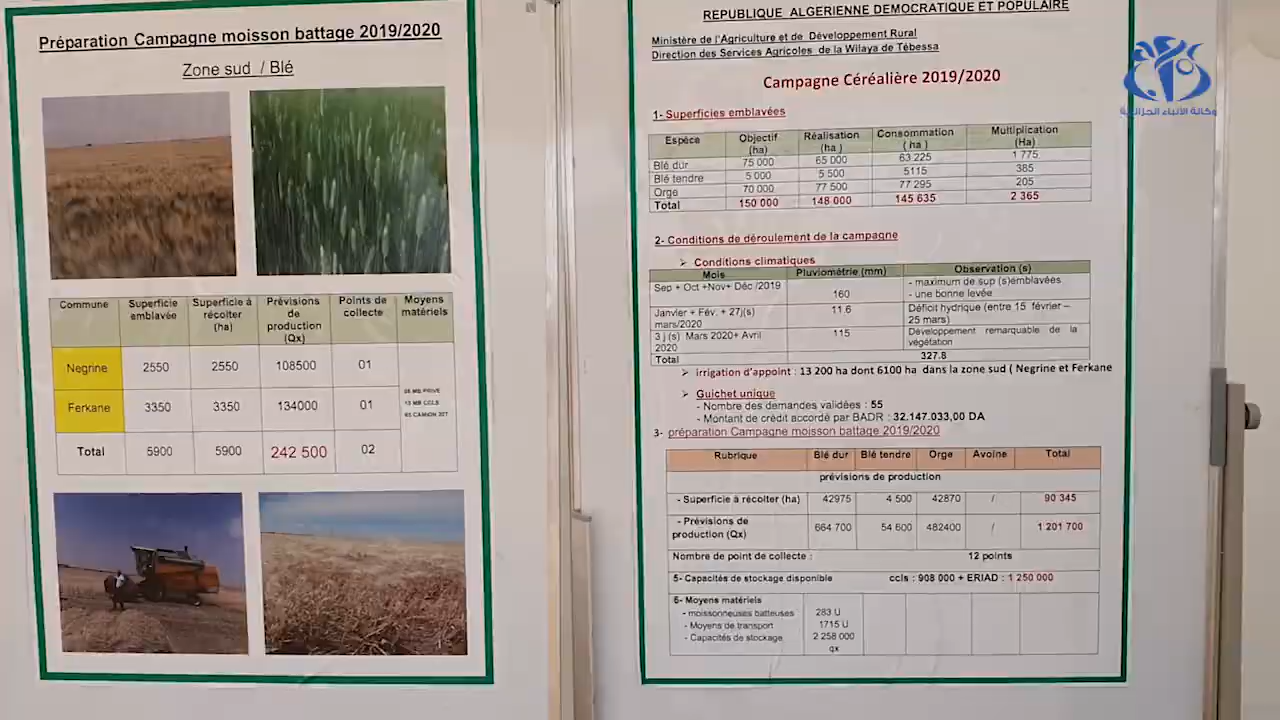 Préparation Campagne moisson battage 2019/2020
Zone sud / Blé
Commune Superficie emblavée Superficie à récolter (ha) Prévisions de production (Qx) Points de collecte Moyens matériels
Negrine 2550 2550 108500 01
Ferkane 3350 3350 134000 01
Total 5900 5900 242 500 02
REPUBLIQUE ALGERIENNE DEMOCRATIQUE ET POPULAIRE
Ministère de l'Agriculture et de Développement Rural
Direction des Services Agricoles de la Wilaya de Tébessa
Campagne Céréalière 2019/2020
1- Superficies emblavées
Espèce Objectif (ha) Réalisation (ha) Consommation (ha) Multiplication (Ha)
Blé dur 75 000 65 000 63 225 1 775
Blé tendre 5 000 5 500 5115 385
Orge 70 000 77 500 77 295 205
Total 150 000 148 000 145 635 2 365
2- Conditions de déroulement de la campagne
➢ Conditions climatiques
Mois Pluviométrie (mm) Observation (s)
Sep + Oct +Nov+ Déc /2019 160 - maximum de sup (s)emblavées - une bonne levée
Janvier + Fév. + 27j(s) mars/2020 11.6 Déficit hydrique (entre 15 février – 25 mars)
3 j (s) Mars 2020+ Avril 2020 115 Développement remarquable de la végétation
Total 327.8
➢ irrigation d'appoint : 13 200 ha dont 6100 ha dans la zone sud ( Negrine et Ferkane
➢ Guichet unique
- Nombre des demandes validées : 55
- Montant de crédit accordé par BADR : 32.147.033,00 DA
3- préparation Campagne moisson battage 2019/2020
Rubrique Blé dur Blé tendre Orge Avoine Total
prévisions de production
- Superficie à récolter (ha) 42975 4 500 42870 / 90 345
- Prévisions de production (Qx) 664 700 54 600 482400 / 1 201 700
Nombre de point de collecte : 12 points
5- Capacités de stockage disponible ccls : 908 000 + ERIAD : 1 250 000
6- Moyens matériels
- moissonneuses batteuses 283 U
- Moyens de transport 1715 U
- Capacités de stockage 2 258 000 qx
وكالة الأنباء الجزائرية